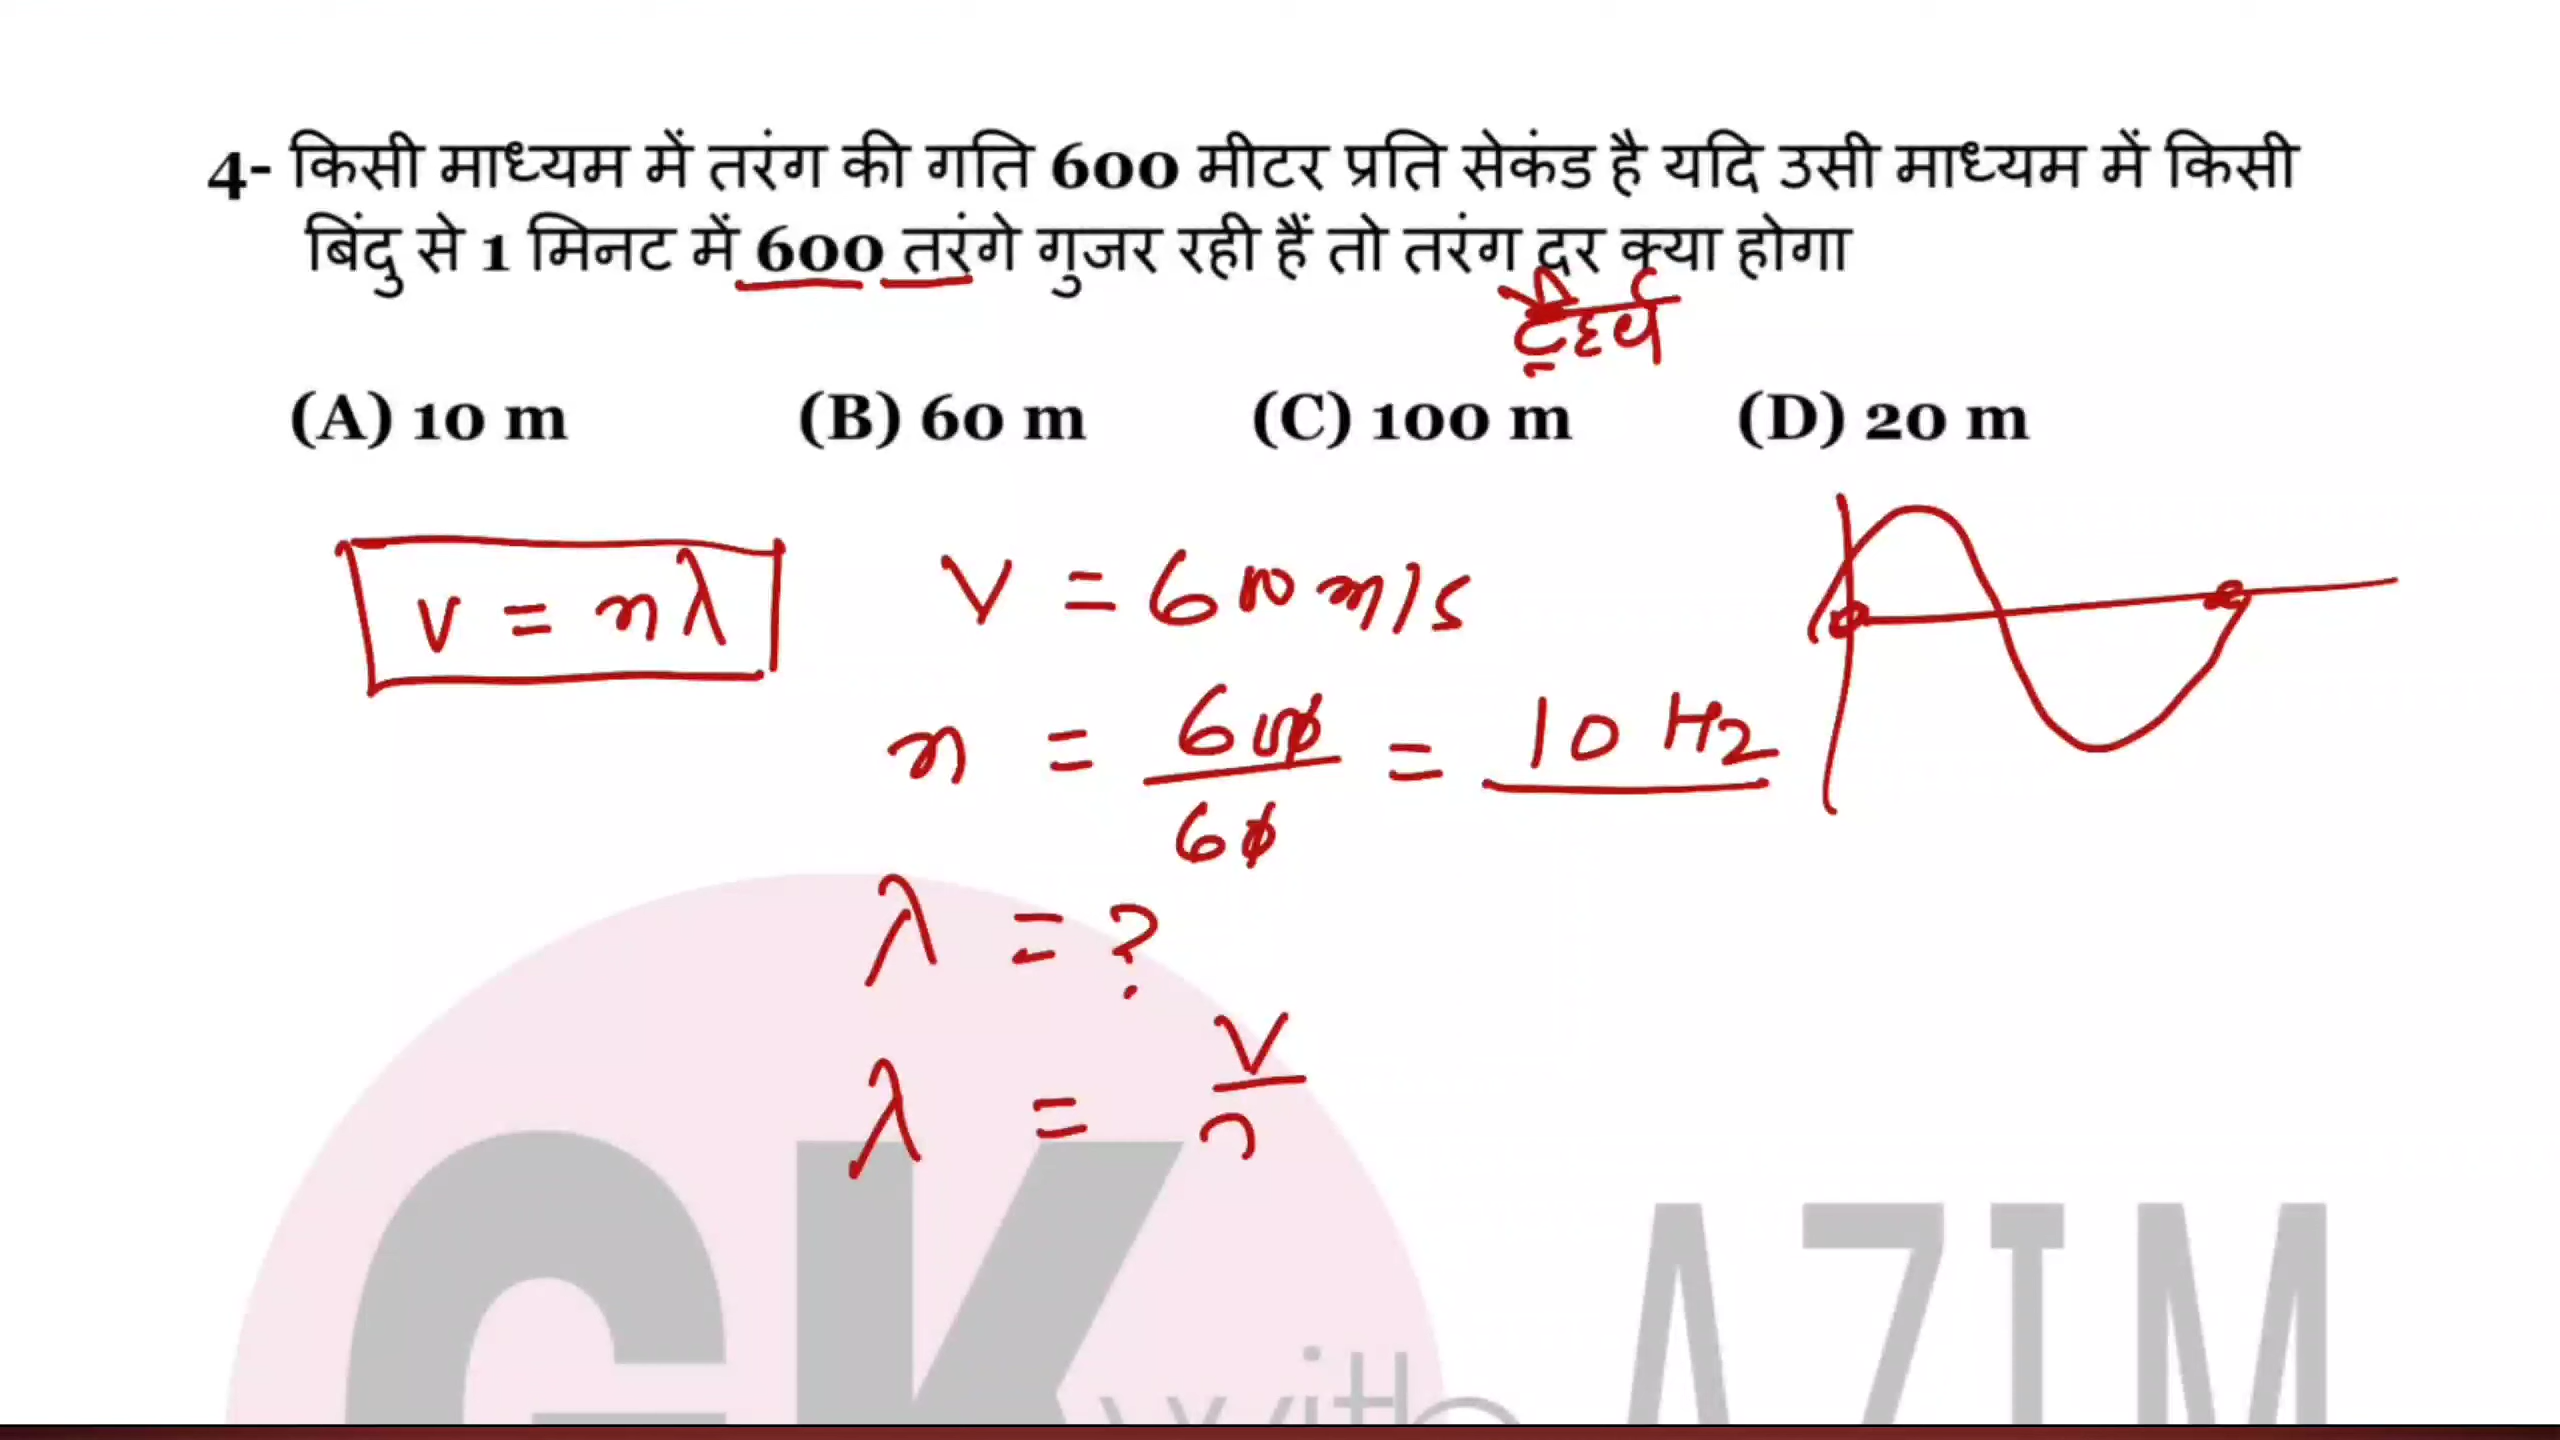 4- किसी माध्यम में तरंग की गति 600 मीटर प्रति सेकंड है यदि उसी माध्यम में किसी
बिंदु से 1 मिनट में 600 तरंगे गुजर रही हैं तो तरंग दर क्या होगा
(A) 10 m (B) 60 m (C) 100 m (D) 20 m
v = nλ
V = 600 m/s
n = 600/60 = 10 Hz
λ = ?
λ = V/n
GK with AZIM